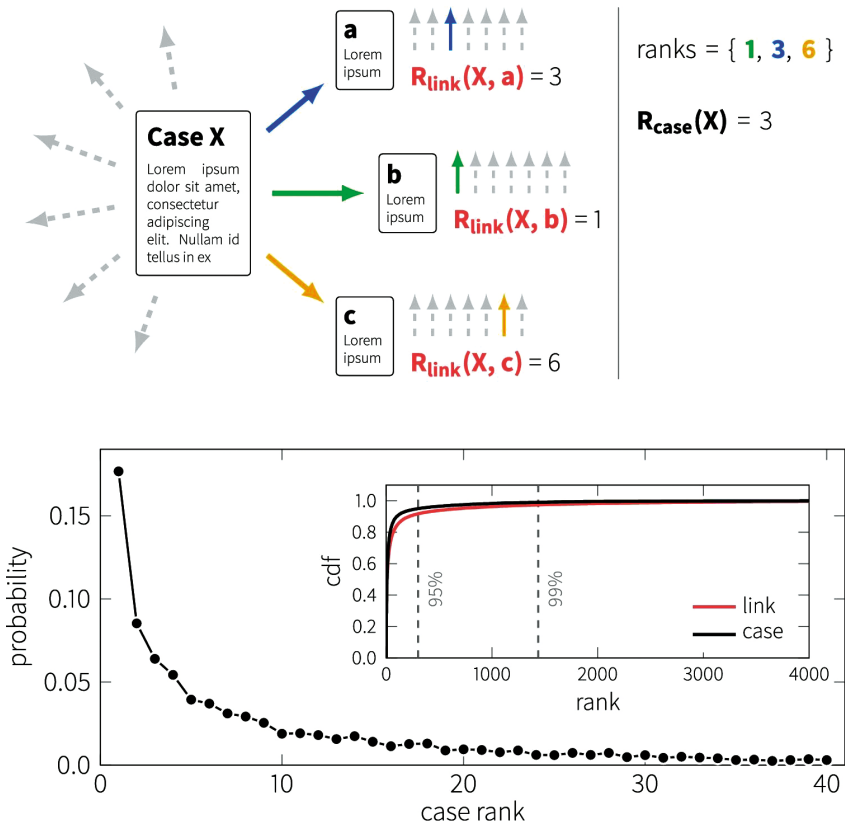 Case X
Lorem ipsum
dolor sit amet,
consectetur
adipiscing
elit. Nullam id
tellus in ex
a
Lorem
ipsum
Rlink(X, a) = 3
b
Lorem
ipsum
Rlink(X, b) = 1
c
Lorem
ipsum
Rlink(X, c) = 6
ranks = { 1, 3, 6 }
Rcase(X) = 3
probability
0.15
0.10
0.05
0.0
0 10 20 30 40
case rank
cdf
1.0
0.8
0.6
0.4
0.2
0.0
95%
99%
link
case
0 1000 2000 3000 4000
rank